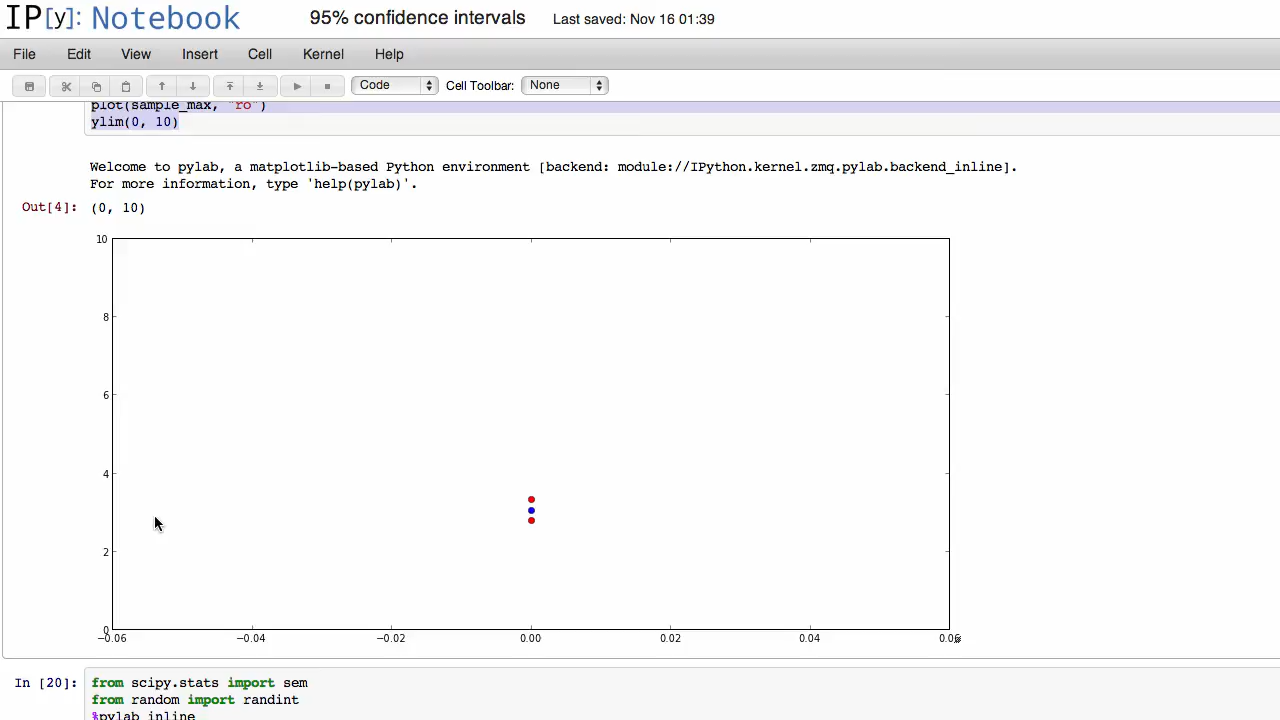 IP[y]: Notebook 95% confidence intervals Last saved: Nov 16 01:39
File Edit View Insert Cell Kernel Help
Code Cell Toolbar: None
plot(sample_max, "ro")
ylim(0, 10)
Welcome to pylab, a matplotlib-based Python environment [backend: module://IPython.kernel.zmq.pylab.backend_inline].
For more information, type 'help(pylab)'.
Out[4]: (0, 10)
10
8
6
4
2
0
−0.06 −0.04 −0.02 0.00 0.02 0.04 0.06
In [20]: from scipy.stats import sem
from random import randint
%pylab inline